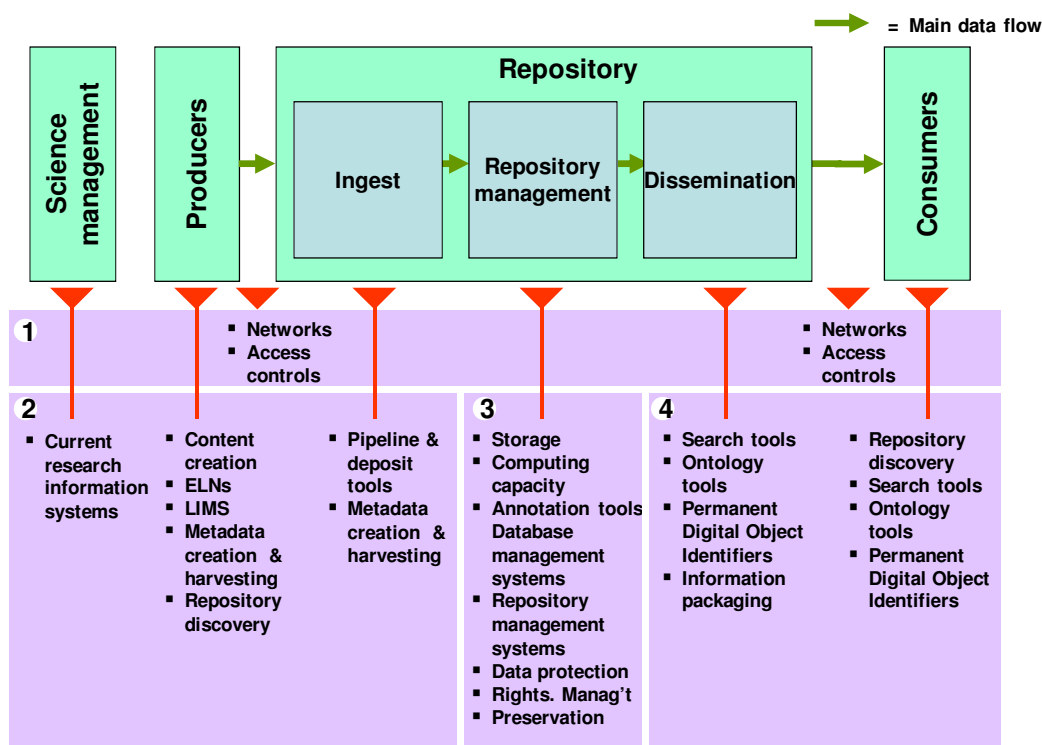 = Main data flow
Science
management
Producers
Repository
Ingest
Repository
management
Dissemination
Consumers
1
▪ Networks
▪ Access
controls
▪ Networks
▪ Access
controls
2
▪ Current
research
information
systems
▪ Content
creation
▪ ELNs
▪ LIMS
▪ Metadata
creation &
harvesting
▪ Repository
discovery
▪ Pipeline &
deposit
tools
▪ Metadata
creation &
harvesting
3
▪ Storage
▪ Computing
capacity
▪ Annotation tools
Database
management
systems
▪ Repository
management
systems
▪ Data protection
▪ Rights. Manag't
▪ Preservation
4
▪ Search tools
▪ Ontology
tools
▪ Permanent
Digital Object
Identifiers
▪ Information
packaging
▪ Repository
discovery
▪ Search tools
▪ Ontology
tools
▪ Permanent
Digital Object
Identifiers